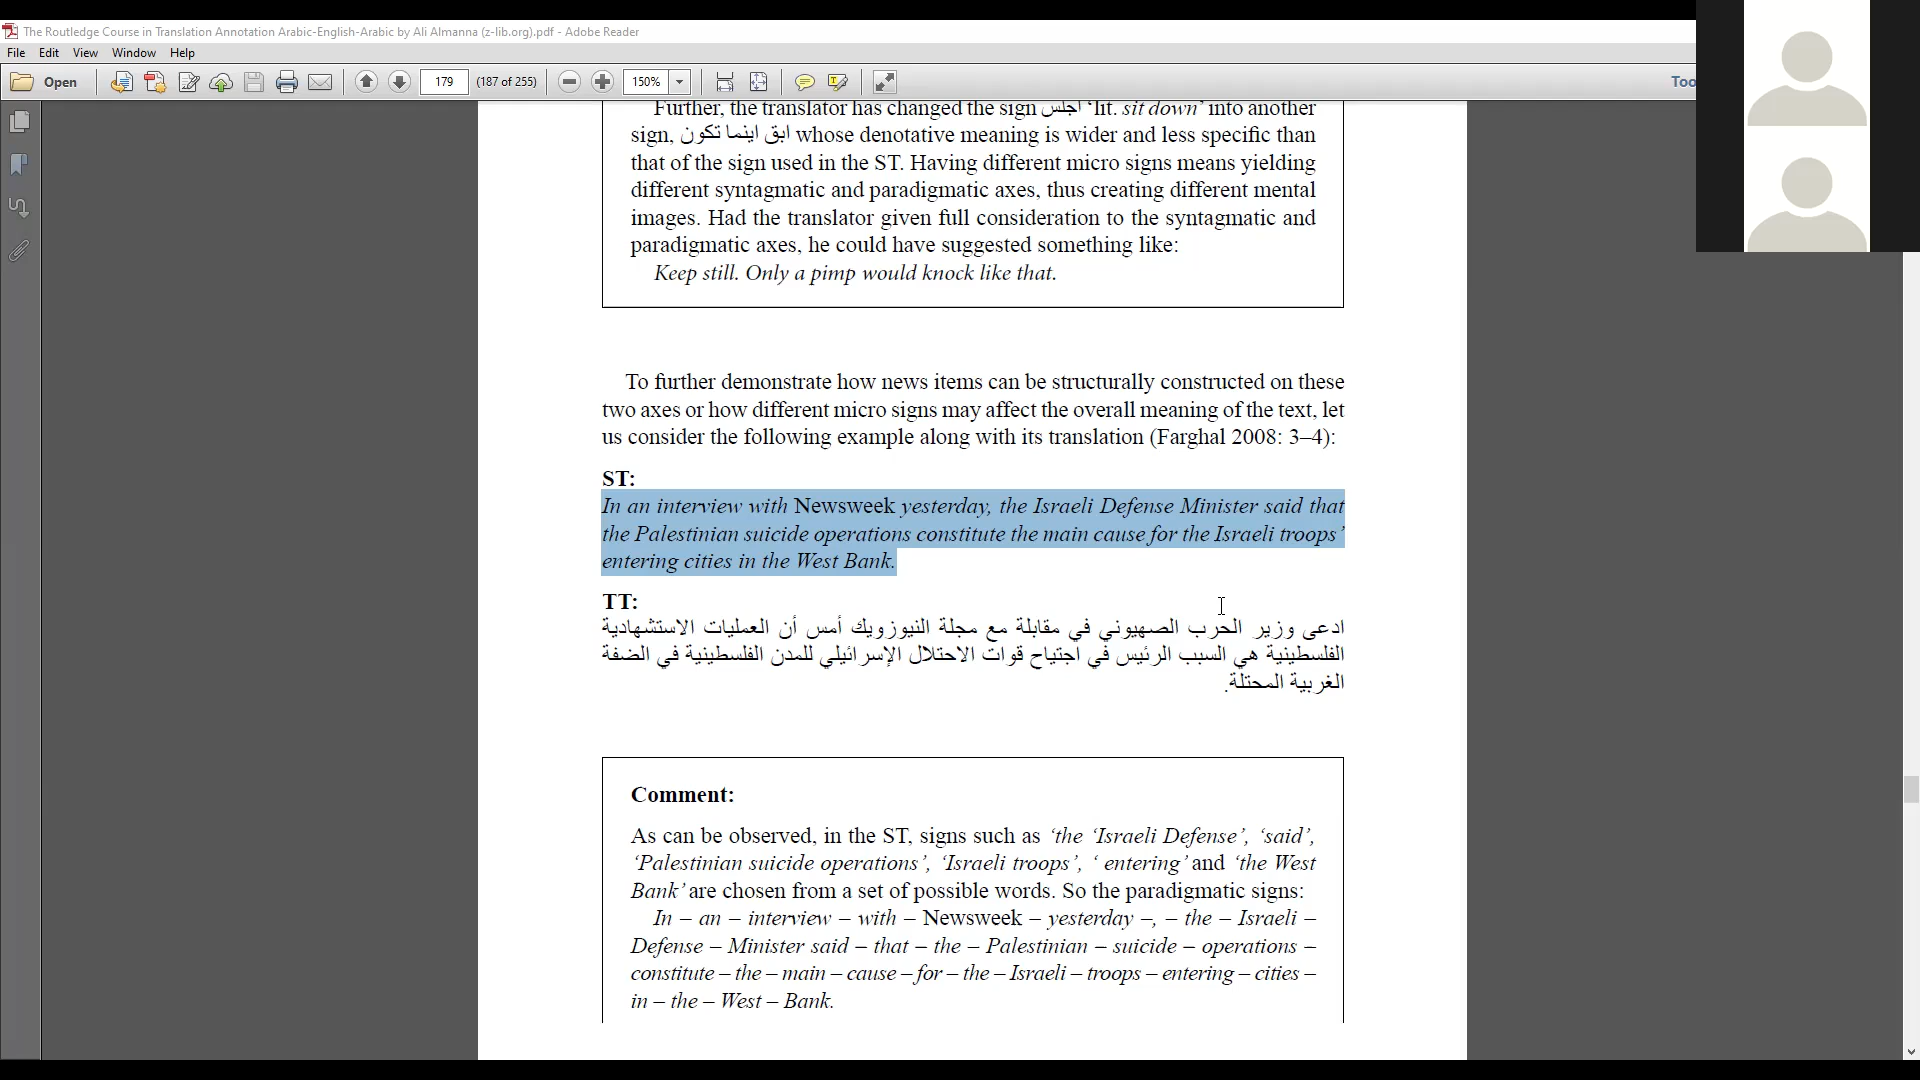 The Routledge Course in Translation Annotation Arabic-English-Arabic by Ali Almanna (z-lib.org).pdf - Adobe Reader
File Edit View Window Help
Open 179 (187 of 255) 150% Too
Further, the translator has changed the sign اجلس ‘lit. sit down’ into another
sign, ابق اينما تكون whose denotative meaning is wider and less specific than
that of the sign used in the ST. Having different micro signs means yielding
different syntagmatic and paradigmatic axes, thus creating different mental
images. Had the translator given full consideration to the syntagmatic and
paradigmatic axes, he could have suggested something like:
Keep still. Only a pimp would knock like that.
To further demonstrate how news items can be structurally constructed on these
two axes or how different micro signs may affect the overall meaning of the text, let
us consider the following example along with its translation (Farghal 2008: 3–4):
ST:
In an interview with Newsweek yesterday, the Israeli Defense Minister said that
the Palestinian suicide operations constitute the main cause for the Israeli troops’
entering cities in the West Bank.
TT:
ادعى وزير الحرب الصهيوني في مقابلة مع مجلة النيوزويك أمس أن العمليات الاستشهادية
الفلسطينية هي السبب الرئيس في اجتياح قوات الاحتلال الإسرائيلي للمدن الفلسطينية في الضفة
الغربية المحتلة.
Comment:
As can be observed, in the ST, signs such as ‘the ‘Israeli Defense’, ‘said’,
‘Palestinian suicide operations’, ‘Israeli troops’, ‘ entering’ and ‘the West
Bank’ are chosen from a set of possible words. So the paradigmatic signs:
In – an – interview – with – Newsweek – yesterday –, – the – Israeli –
Defense – Minister said – that – the – Palestinian – suicide – operations –
constitute – the – main – cause – for – the – Israeli – troops – entering – cities –
in – the – West – Bank.